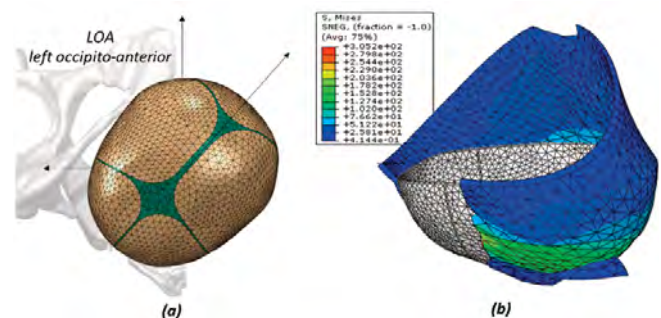 LOA
left occipito-anterior
S, Mises
SNEG, (fraction = -1.0)
(Avg: 75%)
+3.052e+02
+2.798e+02
+2.544e+02
+2.290e+02
+2.036e+02
+1.782e+02
+1.528e+02
+1.274e+02
+1.020e+02
+7.662e+01
+5.122e+01
+2.581e+01
+4.144e-01
(a)
(b)